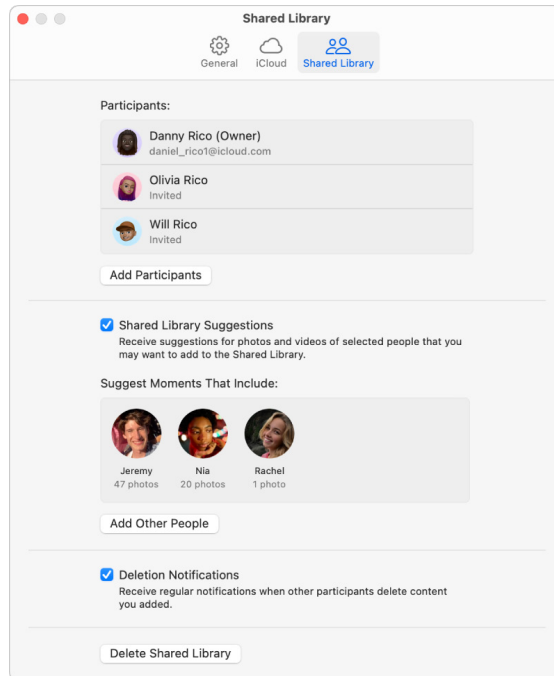 Shared Library
General
iCloud
Shared Library
Participants:
Danny Rico (Owner)
daniel_rico1@icloud.com
Olivia Rico
Invited
Will Rico
Invited
Add Participants
Shared Library Suggestions
Receive suggestions for photos and videos of selected people that you
may want to add to the Shared Library.
Suggest Moments That Include:
Jeremy
47 photos
Nia
20 photos
Rachel
1 photo
Add Other People
Deletion Notifications
Receive regular notifications when other participants delete content
you added.
Delete Shared Library